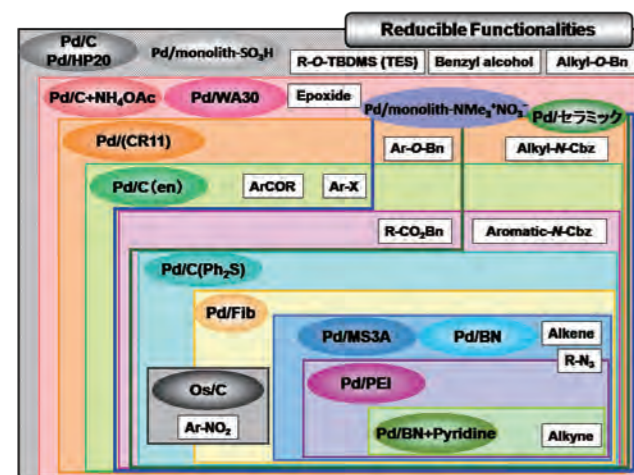 Reducible Functionalities
Pd/C
Pd/HP20
Pd/monolith-SO₃H
R-O-TBDMS (TES)
Benzyl alcohol
Alkyl-O-Bn
Pd/C+NH₄OAc
Pd/WA30
Epoxide
Pd/monolith-NMe₃⁺NO₃⁻
Pd/セラミック
Pd/(CR11)
Ar-O-Bn
Alkyl-N-Cbz
Pd/C(en)
ArCOR
Ar-X
R-CO₂Bn
Aromatic-N-Cbz
Pd/C(Ph₂S)
Pd/Fib
Pd/MS3A
Pd/BN
Alkene
R-N₃
Os/C
Pd/PEI
Ar-NO₂
Pd/BN+Pyridine
Alkyne